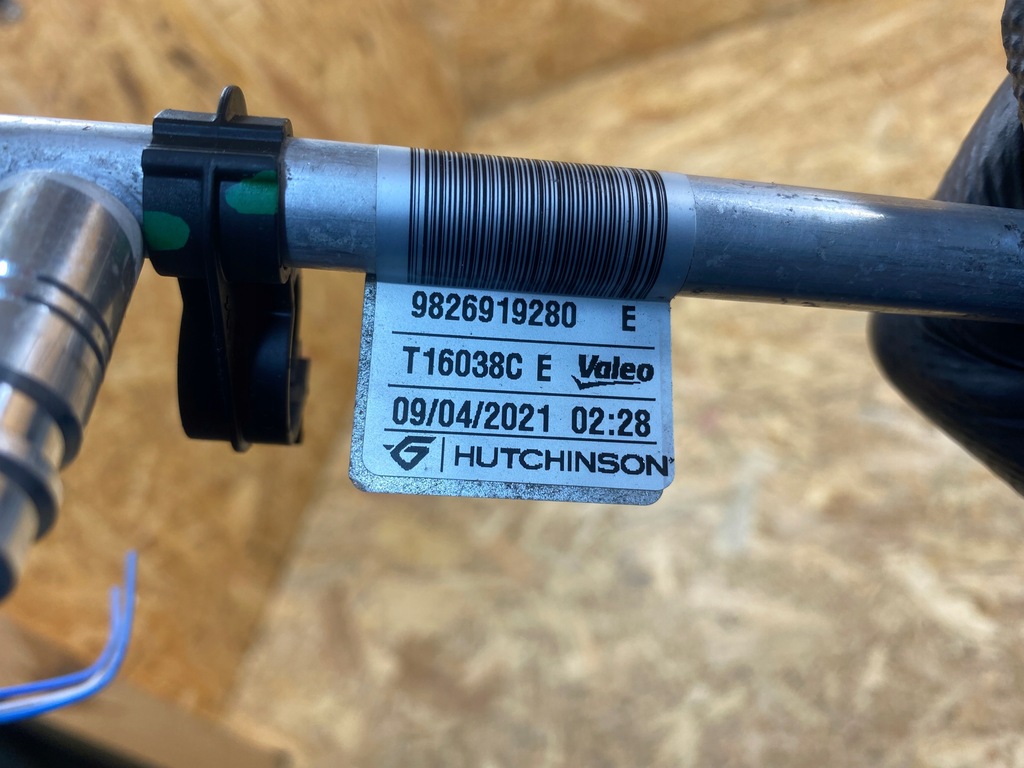 9826919280 E
T16038C E Valeo
09/04/2021 02:28
HUTCHINSON